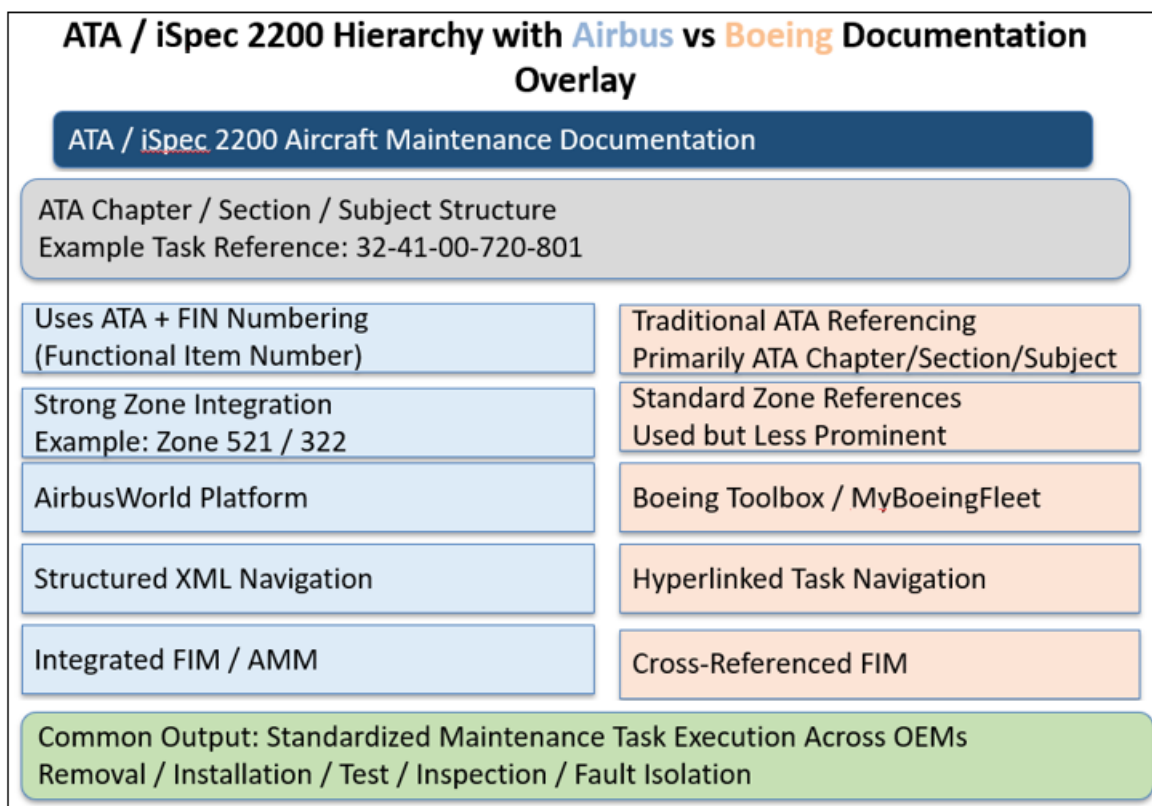 ATA / iSpec 2200 Hierarchy with Airbus vs Boeing Documentation
Overlay
ATA / iSpec 2200 Aircraft Maintenance Documentation
ATA Chapter / Section / Subject Structure
Example Task Reference: 32-41-00-720-801
Uses ATA + FIN Numbering
(Functional Item Number)
Traditional ATA Referencing
Primarily ATA Chapter/Section/Subject
Strong Zone Integration
Example: Zone 521 / 322
Standard Zone References
Used but Less Prominent
AirbusWorld Platform
Boeing Toolbox / MyBoeingFleet
Structured XML Navigation
Hyperlinked Task Navigation
Integrated FIM / AMM
Cross-Referenced FIM
Common Output: Standardized Maintenance Task Execution Across OEMs
Removal / Installation / Test / Inspection / Fault Isolation